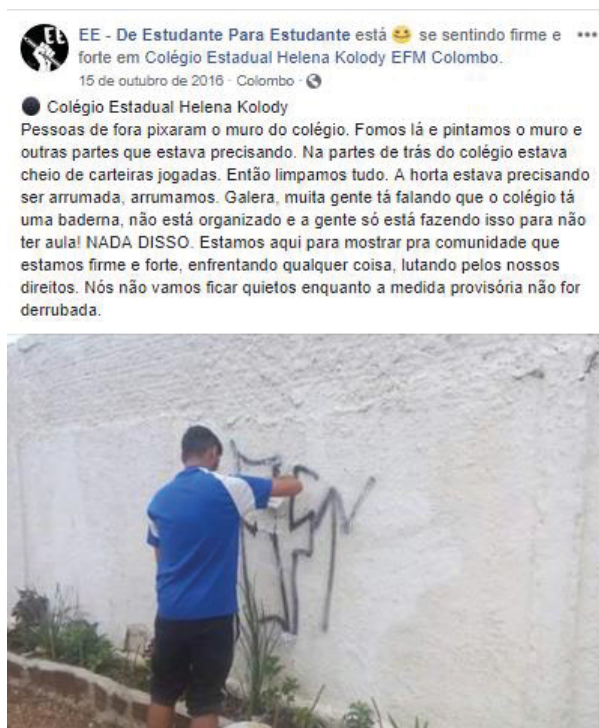 EE
EE - De Estudante Para Estudante está se sentindo firme e
forte em Colégio Estadual Helena Kolody EFM Colombo.
15 de outubro de 2016 · Colombo ·
Colégio Estadual Helena Kolody
Pessoas de fora pixaram o muro do colégio. Fomos lá e pintamos o muro e
outras partes que estava precisando. Na partes de trás do colégio estava
cheio de carteiras jogadas. Então limpamos tudo. A horta estava precisando
ser arrumada, arrumamos. Galera, muita gente tá falando que o colégio tá
uma baderna, não está organizado e a gente só está fazendo isso para não
ter aula! NADA DISSO. Estamos aqui para mostrar pra comunidade que
estamos firme e forte, enfrentando qualquer coisa, lutando pelos nossos
direitos. Nós não vamos ficar quietos enquanto a medida provisória não for
derrubada.